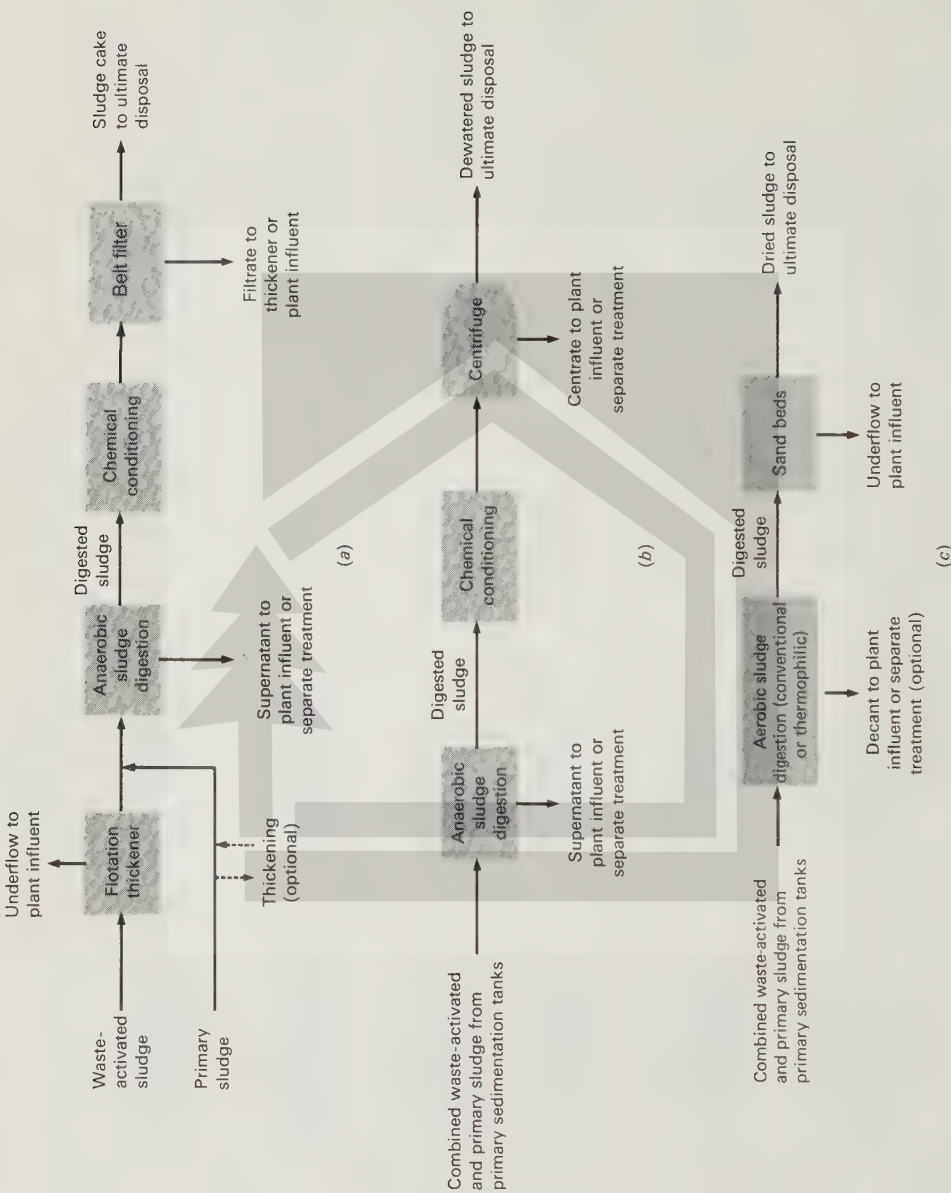 Underflow to
plant influent
Waste-
activated
sludge
Flotation
thickener
Primary
sludge
Thickening
(optional)
Anaerobic
sludge
digestion
Supernatant to
plant influent or
separate treatment
Digested
sludge
Chemical
conditioning
Belt filter
Filtrate to
thickener or
plant influent
Sludge cake
to ultimate
disposal
(a)
Combined waste-activated
and primary sludge from
primary sedimentation tanks
Anaerobic
sludge
digestion
Supernatant to
plant influent or
separate treatment
Digested
sludge
Chemical
conditioning
Centrifuge
Centrate to plant
influent or
separate treatment
Dewatered sludge to
ultimate disposal
(b)
Combined waste-activated
and primary sludge from
primary sedimentation tanks
Aerobic sludge
digestion (conventional
or thermophilic)
Decant to plant
influent or separate
treatment (optional)
Digested
sludge
Sand beds
Underflow to
plant influent
Dried sludge to
ultimate disposal
(c)